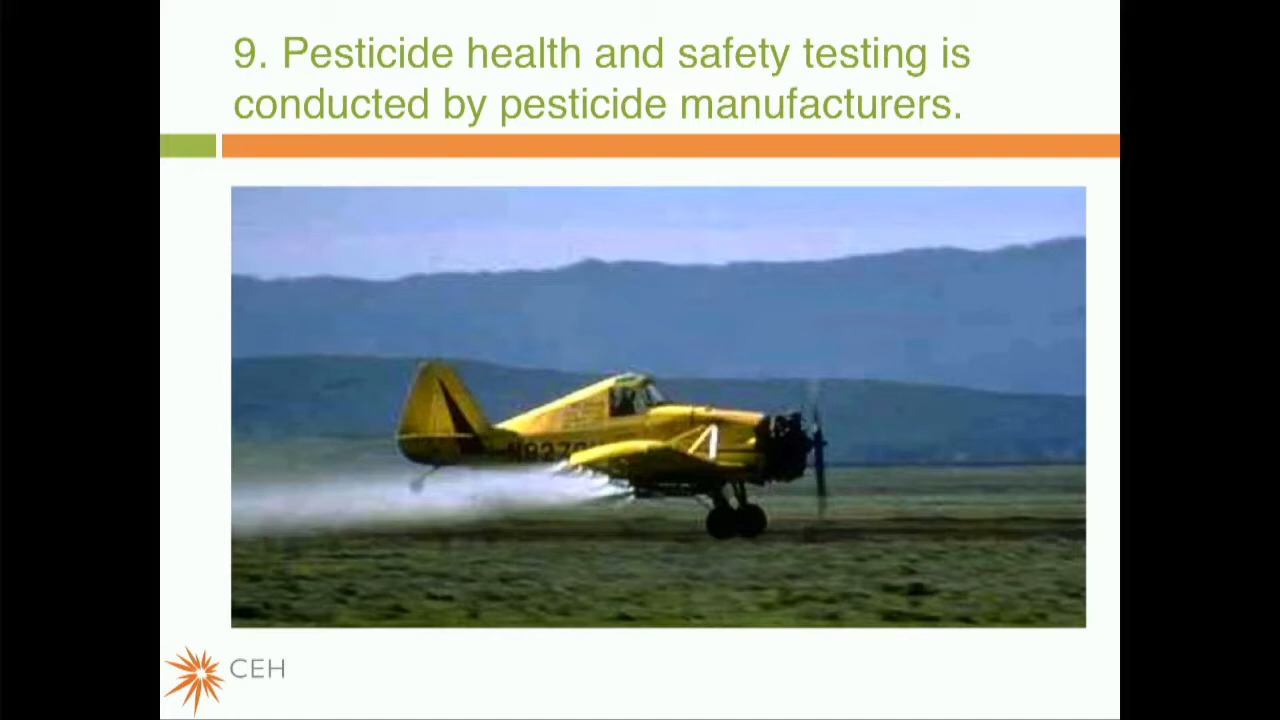 9. Pesticide health and safety testing is
conducted by pesticide manufacturers.
CEH